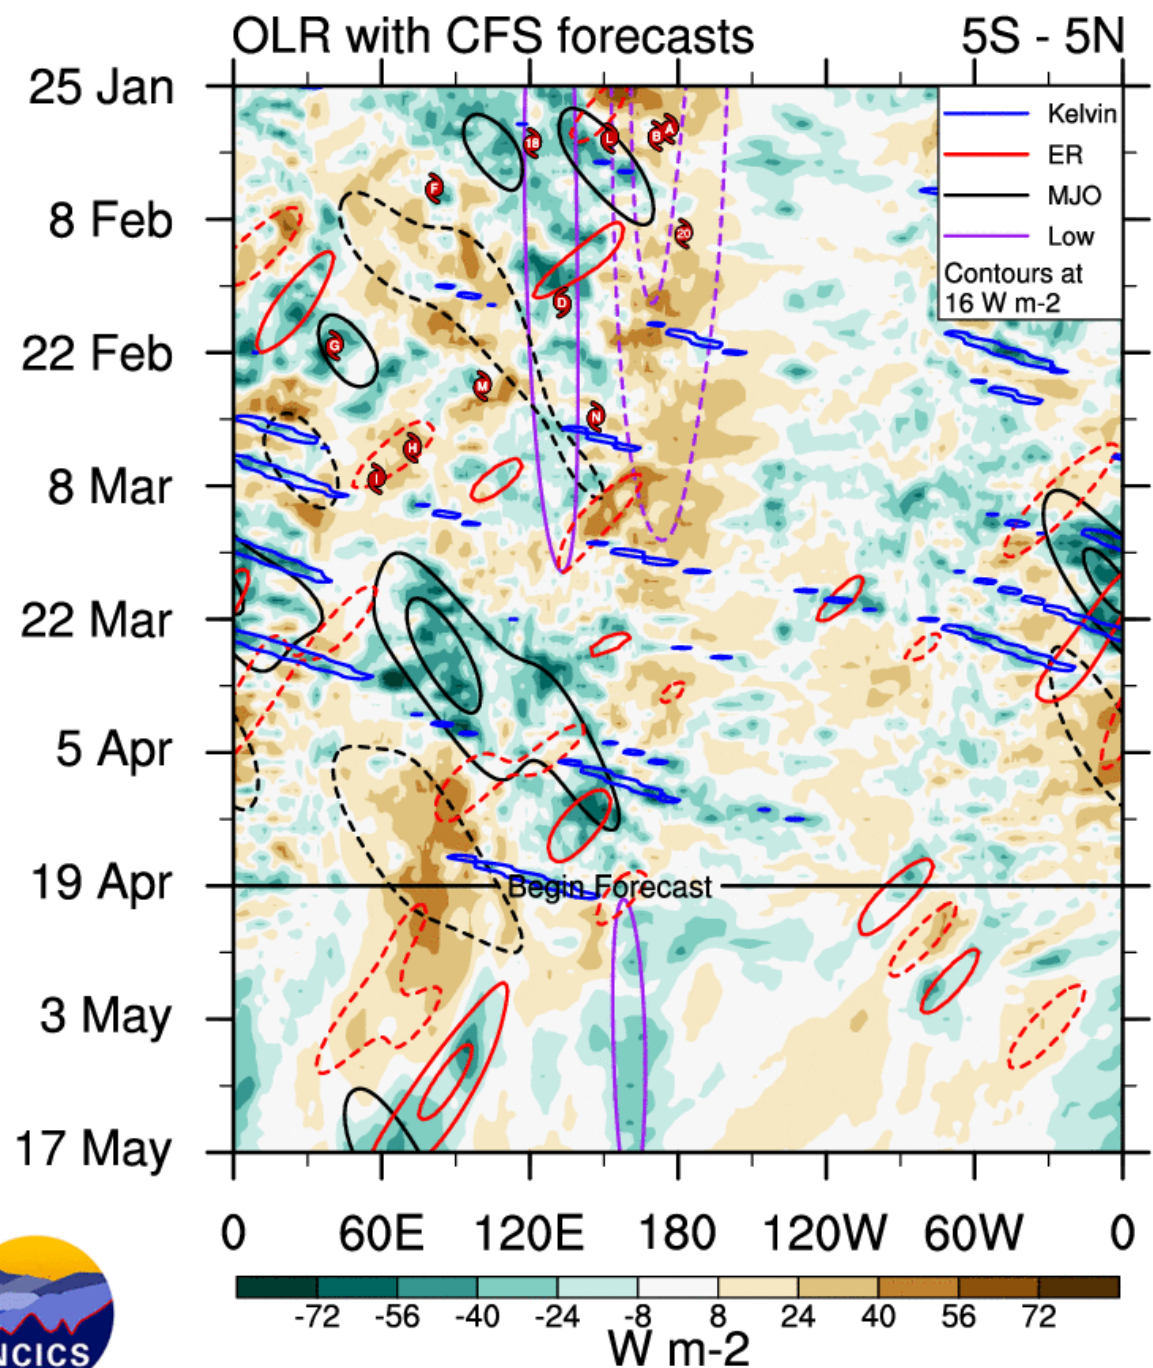 OLR with CFS forecasts 5S - 5N
25 Jan
8 Feb
22 Feb
8 Mar
22 Mar
5 Apr
19 Apr
3 May
17 May
Kelvin
ER
MJO
Low
Contours at
16 W m-2
L
B
A
18
F
20
D
G
M
N
H
I
Begin Forecast
0 60E 120E 180 120W 60W 0
-72 -56 -40 -24 -8 8 24 40 56 72
W m-2